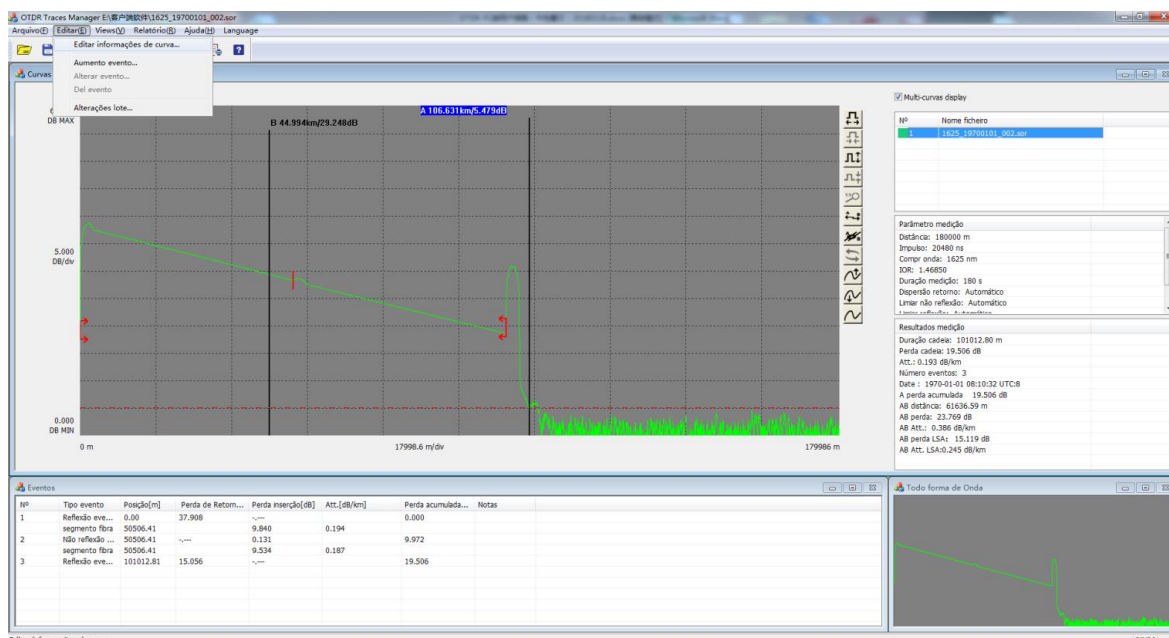 OTDR Traces Manager E:\客户端软件\1625_19700101_002.sor
Arquivo(F) Editar(E) Views(V) Relatório(R) Ajuda(H) Language
Editar informações de curva...
Aumento evento...
Alterar evento...
Del evento
Alterações lote...
Curvas
DB MAX
B 44.994km/29.248dB
A 106.631km/5.479dB
5.000
DB/div
0.000
DB MIN
0 m
17998.6 m/div
179986 m
Multi-curvas display
Nº Nome ficheiro
1 1625_19700101_002.sor
Parâmetro medição
Distância: 180000 m
Impulso: 20480 ns
Compr onda: 1625 nm
IOR: 1.46850
Duração medição: 180 s
Dispersão retorno: Automático
Limiar não reflexão: Automático
Resultados medição
Duração cadeia: 101012.80 m
Perda cadeia: 19.506 dB
Att.: 0.193 dB/km
Número eventos: 3
Date : 1970-01-01 08:10:32 UTC:8
A perda acumulada 19.506 dB
AB distância: 61636.59 m
AB perda: 23.769 dB
AB Att.: 0.386 dB/km
AB perda LSA: 15.119 dB
AB Att. LSA:0.245 dB/km
Eventos
Nº Tipo evento Posição[m] Perda de Retorn... Perda inserção[dB] Att.[dB/km] Perda acumulada... Notas
1 Reflexão eve... 0.00 37.908 -.--- 0.000
segmento fibra 50506.41 9.840 0.194
2 Não reflexão ... 50506.41 -.--- 0.131 9.972
segmento fibra 50506.41 9.534 0.187
3 Reflexão eve... 101012.81 15.056 -.--- 19.506
Todo forma de Onda